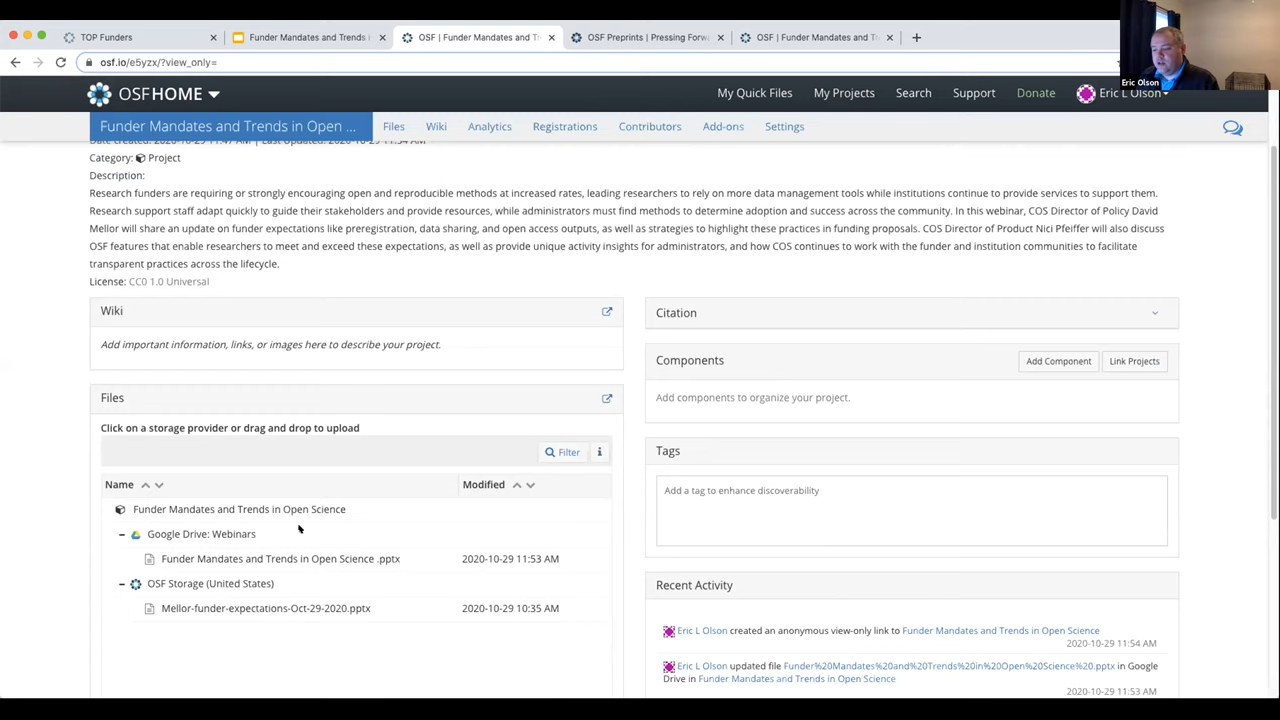 TOP Funders
Funder Mandates and Trends i
OSF | Funder Mandates and Tr
OSF Preprints | Pressing Forw
OSF | Funder Mandates and Tr
osf.io/e5yzx/?view_only=
Eric Olson
OSFHOME
My Quick Files
My Projects
Search
Support
Donate
Eric L Olson
Funder Mandates and Trends in Open ...
Files
Wiki
Analytics
Registrations
Contributors
Add-ons
Settings
Date created: 2020-10-29 11:47 AM | Last Updated: 2020-10-29 11:54 AM
Category: Project
Description:
Research funders are requiring or strongly encouraging open and reproducible methods at increased rates, leading researchers to rely on more data management tools while institutions continue to provide services to support them.
Research support staff adapt quickly to guide their stakeholders and provide resources, while administrators must find methods to determine adoption and success across the community. In this webinar, COS Director of Policy David
Mellor will share an update on funder expectations like preregistration, data sharing, and open access outputs, as well as strategies to highlight these practices in funding proposals. COS Director of Product Nici Pfeiffer will also discuss
OSF features that enable researchers to meet and exceed these expectations, as well as provide unique activity insights for administrators, and how COS continues to work with the funder and institution communities to facilitate
transparent practices across the lifecycle.
License: CC0 1.0 Universal
Wiki
Add important information, links, or images here to describe your project.
Files
Click on a storage provider or drag and drop to upload
Filter
i
Name
Modified
Funder Mandates and Trends in Open Science
Google Drive: Webinars
Funder Mandates and Trends in Open Science .pptx
2020-10-29 11:53 AM
OSF Storage (United States)
Mellor-funder-expectations-Oct-29-2020.pptx
2020-10-29 10:35 AM
Citation
Components
Add Component
Link Projects
Add components to organize your project.
Tags
Add a tag to enhance discoverability
Recent Activity
Eric L Olson created an anonymous view-only link to Funder Mandates and Trends in Open Science
2020-10-29 11:54 AM
Eric L Olson updated file Funder%20Mandates%20and%20Trends%20in%20Open%20Science%20.pptx in Google
Drive in Funder Mandates and Trends in Open Science
2020-10-29 11:53 AM